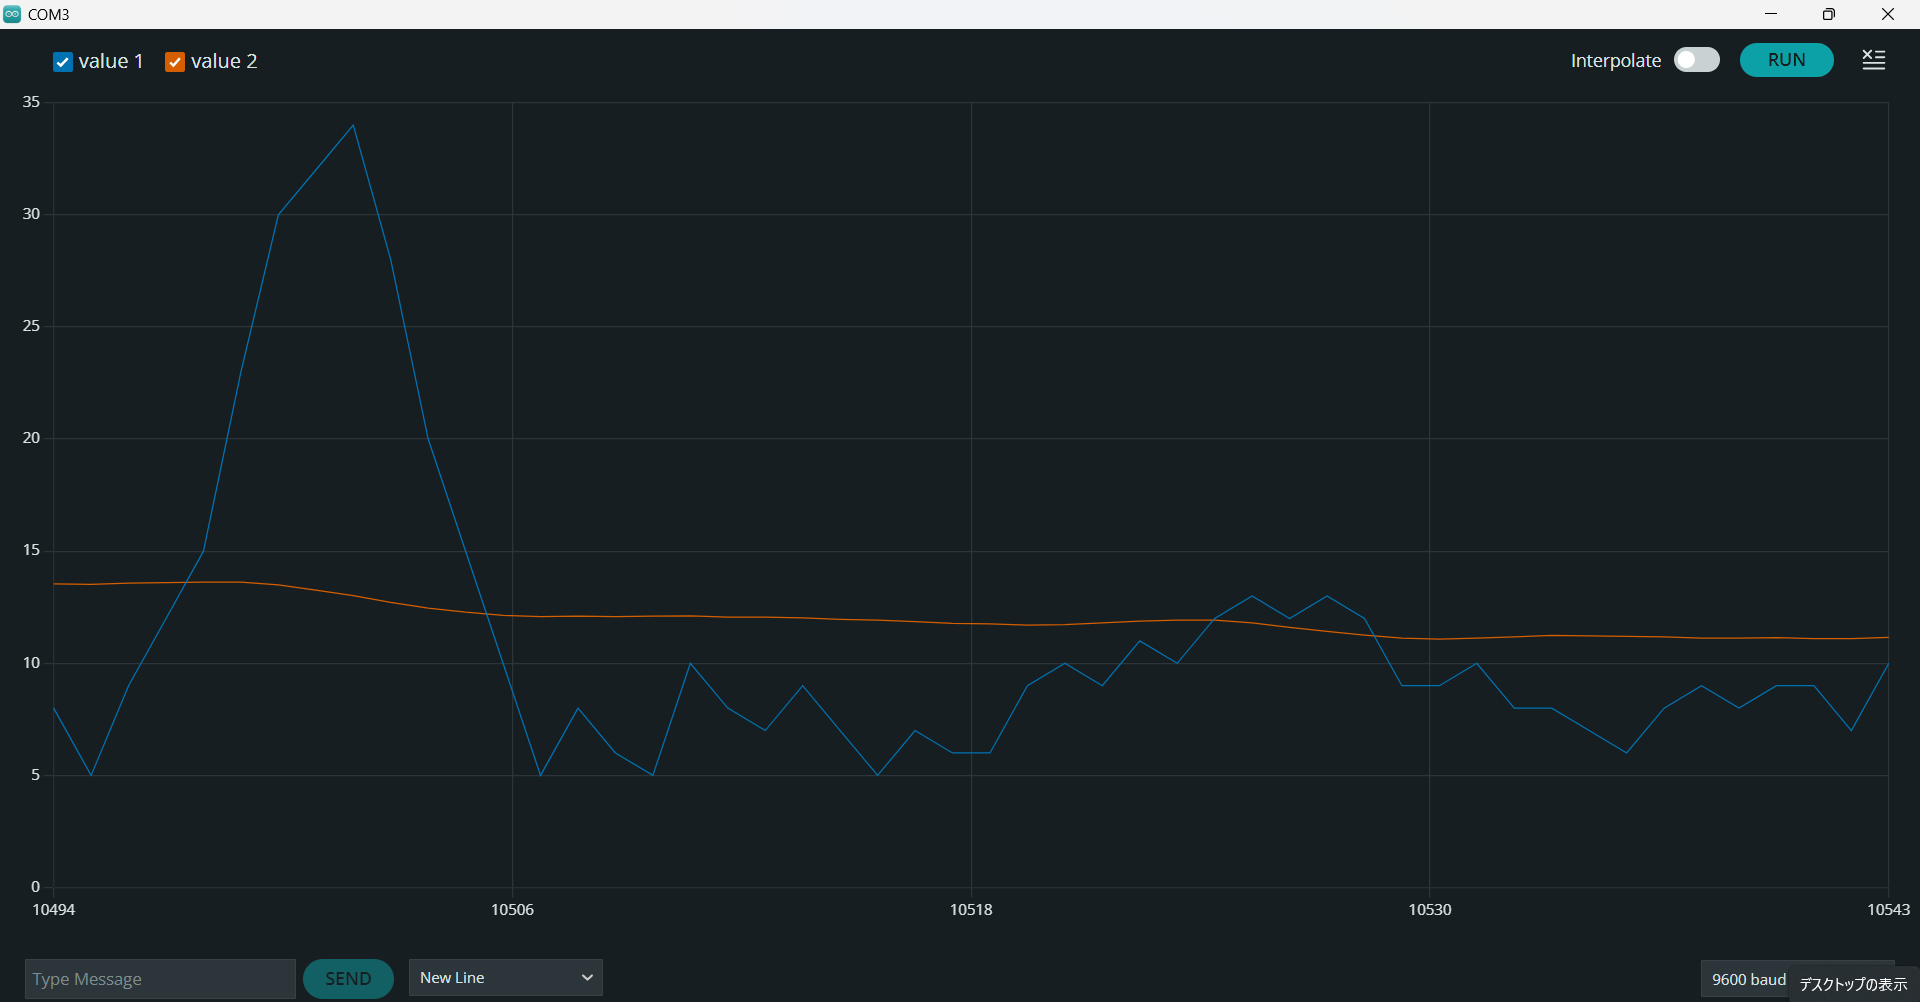 COM3
value 1 value 2
Interpolate RUN
35
30
25
20
15
10
5
0
10494 10506 10518 10530 10543
Type Message SEND New Line 9600 baud デスクトップの表示